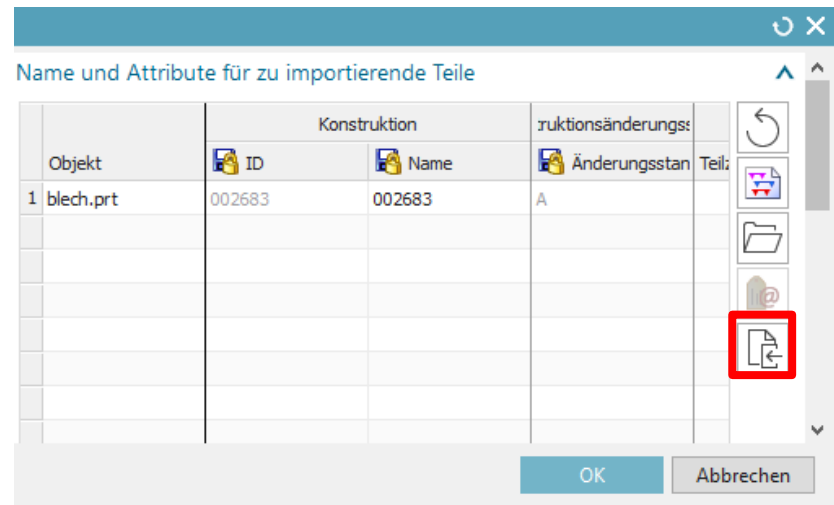 Name und Attribute für zu importierende Teile
Konstruktion
ruktionsänderungs
Objekt
ID
Name
Änderungsstan
Teilz
1 blech.prt 002683 002683 A
OK
Abbrechen